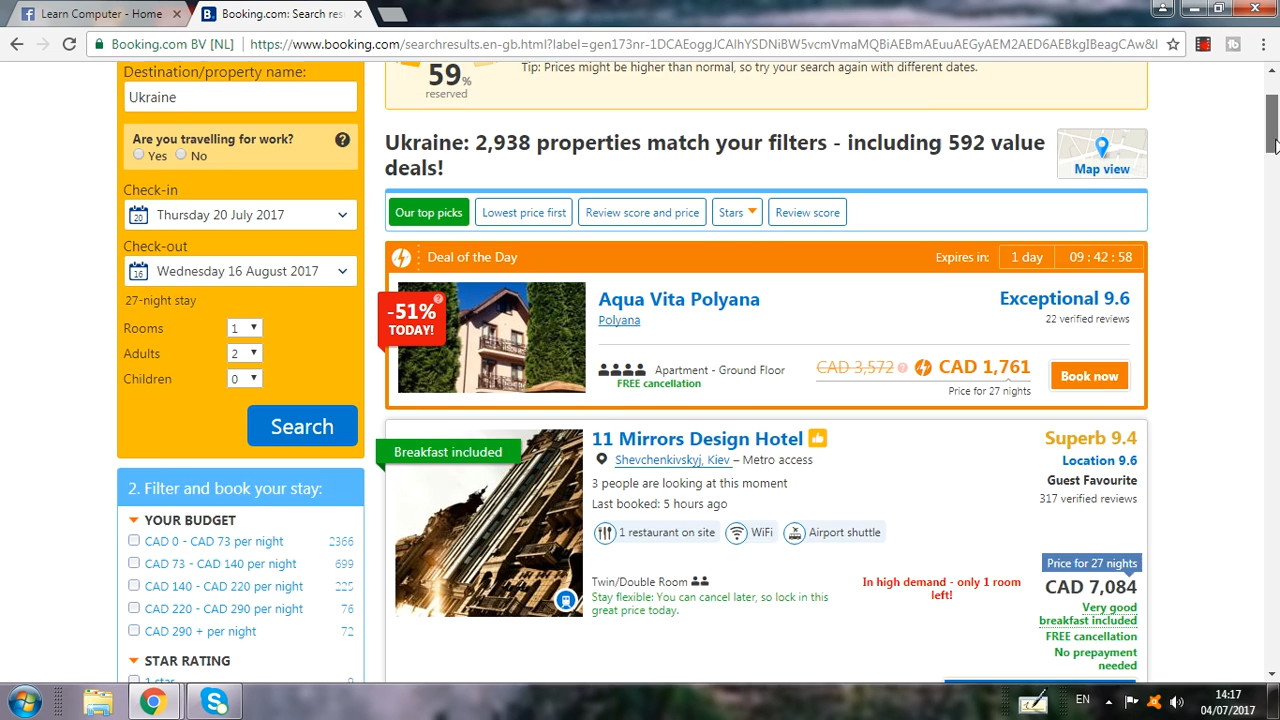 Learn Computer - Home
Booking.com: Search res
Booking.com BV [NL]
https://www.booking.com/searchresults.en-gb.html?label=gen173nr-1DCAEoggJCAlhYSDNiBW5vcmVmaMQBiAEBmAEuuAEGyAEM2AED6AEBkgIBeagCAw&l
Destination/property name:
Ukraine
Are you travelling for work?
Yes No
Check-in
20 Thursday 20 July 2017
Check-out
16 Wednesday 16 August 2017
27-night stay
Rooms 1
Adults 2
Children 0
Search
2. Filter and book your stay:
YOUR BUDGET
CAD 0 - CAD 73 per night 2366
CAD 73 - CAD 140 per night 699
CAD 140 - CAD 220 per night 225
CAD 220 - CAD 290 per night 76
CAD 290 + per night 72
STAR RATING
1 star
59%
reserved
Tip: Prices might be higher than normal, so try your search again with different dates.
Ukraine: 2,938 properties match your filters - including 592 value
deals!
Map view
Our top picks Lowest price first Review score and price Stars Review score
Deal of the Day Expires in: 1 day 09 : 42 : 58
-51%
TODAY!
Aqua Vita Polyana
Polyana
Exceptional 9.6
22 verified reviews
Apartment - Ground Floor
FREE cancellation
CAD 3,572 CAD 1,761
Price for 27 nights
Book now
Breakfast included
11 Mirrors Design Hotel
Shevchenkivskyj, Kiev – Metro access
3 people are looking at this moment
Last booked: 5 hours ago
1 restaurant on site WiFi Airport shuttle
Superb 9.4
Location 9.6
Guest Favourite
317 verified reviews
Twin/Double Room
Stay flexible: You can cancel later, so lock in this
great price today.
In high demand - only 1 room
left!
Price for 27 nights
CAD 7,084
Very good
breakfast included
FREE cancellation
No prepayment
needed
EN
14:17
04/07/2017